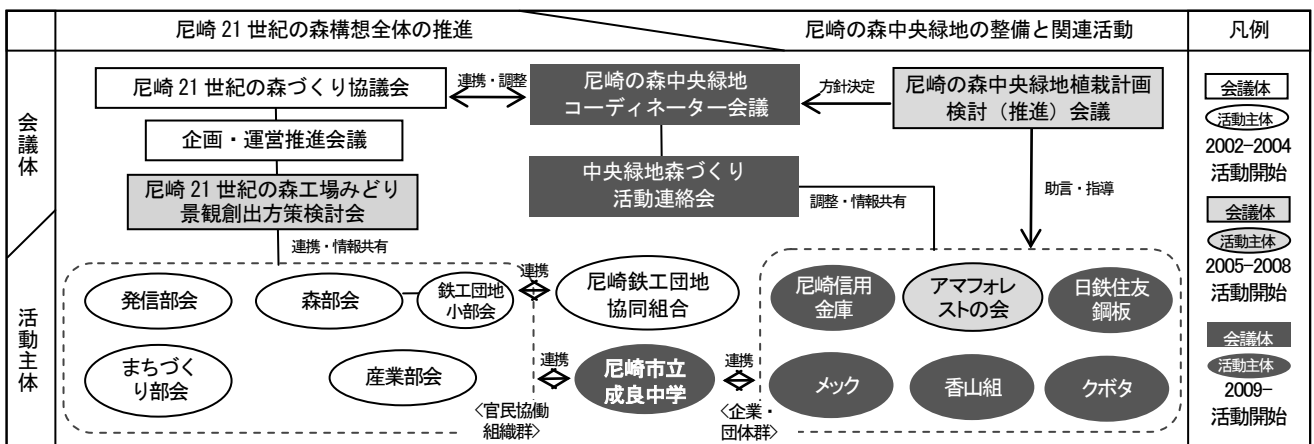 尼崎 21 世紀の森構想全体の推進
尼崎の森中央緑地の整備と関連活動
凡例
会議体
尼崎 21 世紀の森づくり協議会
連携・調整
尼崎の森中央緑地
コーディネーター会議
方針決定
尼崎の森中央緑地植栽計画
検討（推進）会議
企画・運営推進会議
尼崎 21 世紀の森工場みどり
景観創出方策検討会
中央緑地森づくり
活動連絡会
調整・情報共有
助言・指導
連携・情報共有
活動主体
発信部会
森部会
鉄工団地
小部会
連携
尼崎鉄工団地
協同組合
尼崎信用
金庫
アマフォレ
ストの会
日鉄住友
鋼板
まちづく
り部会
産業部会
連携
尼崎市立
成良中学
連携
メック
香山組
クボタ
〈官民協働
組織群〉
〈企業・
団体群〉
会議体
活動主体
2002-2004
活動開始
会議体
活動主体
2005-2008
活動開始
会議体
活動主体
2009-
活動開始